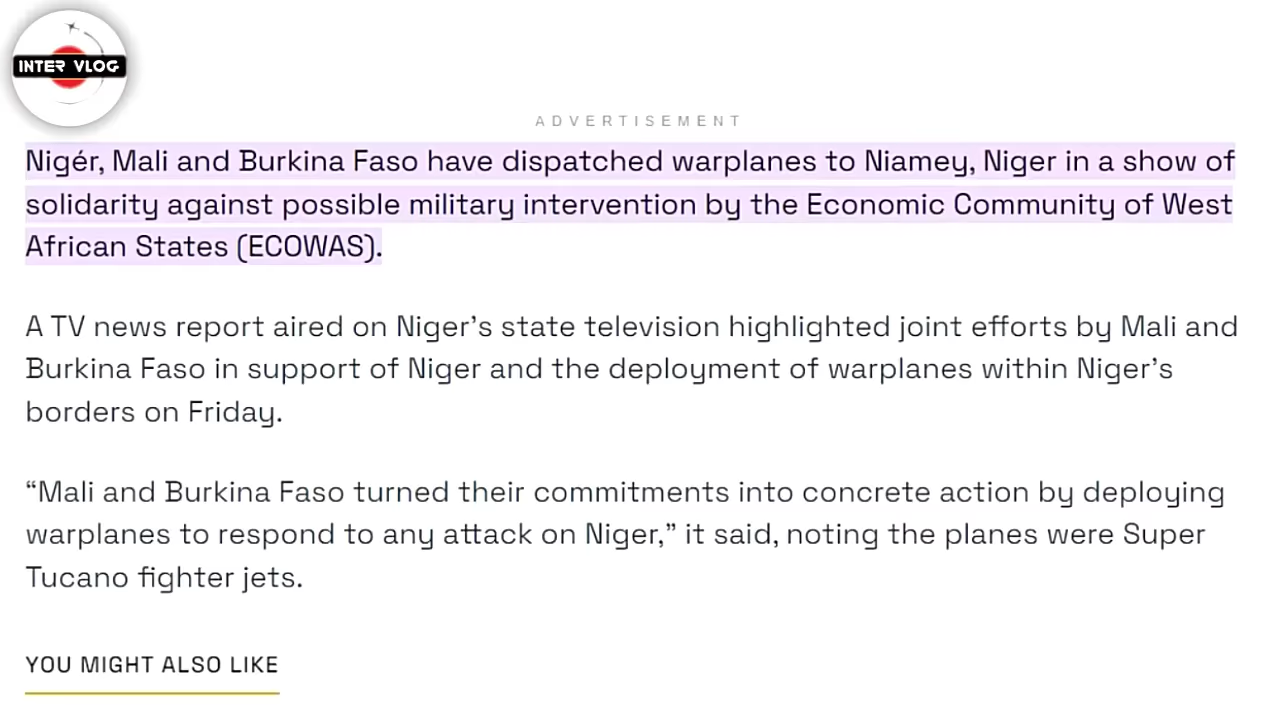 INTER VLOG
ADVERTISEMENT
Nigér, Mali and Burkina Faso have dispatched warplanes to Niamey, Niger in a show of
solidarity against possible military intervention by the Economic Community of West
African States (ECOWAS).
A TV news report aired on Niger’s state television highlighted joint efforts by Mali and
Burkina Faso in support of Niger and the deployment of warplanes within Niger’s
borders on Friday.
“Mali and Burkina Faso turned their commitments into concrete action by deploying
warplanes to respond to any attack on Niger,” it said, noting the planes were Super
Tucano fighter jets.
YOU MIGHT ALSO LIKE